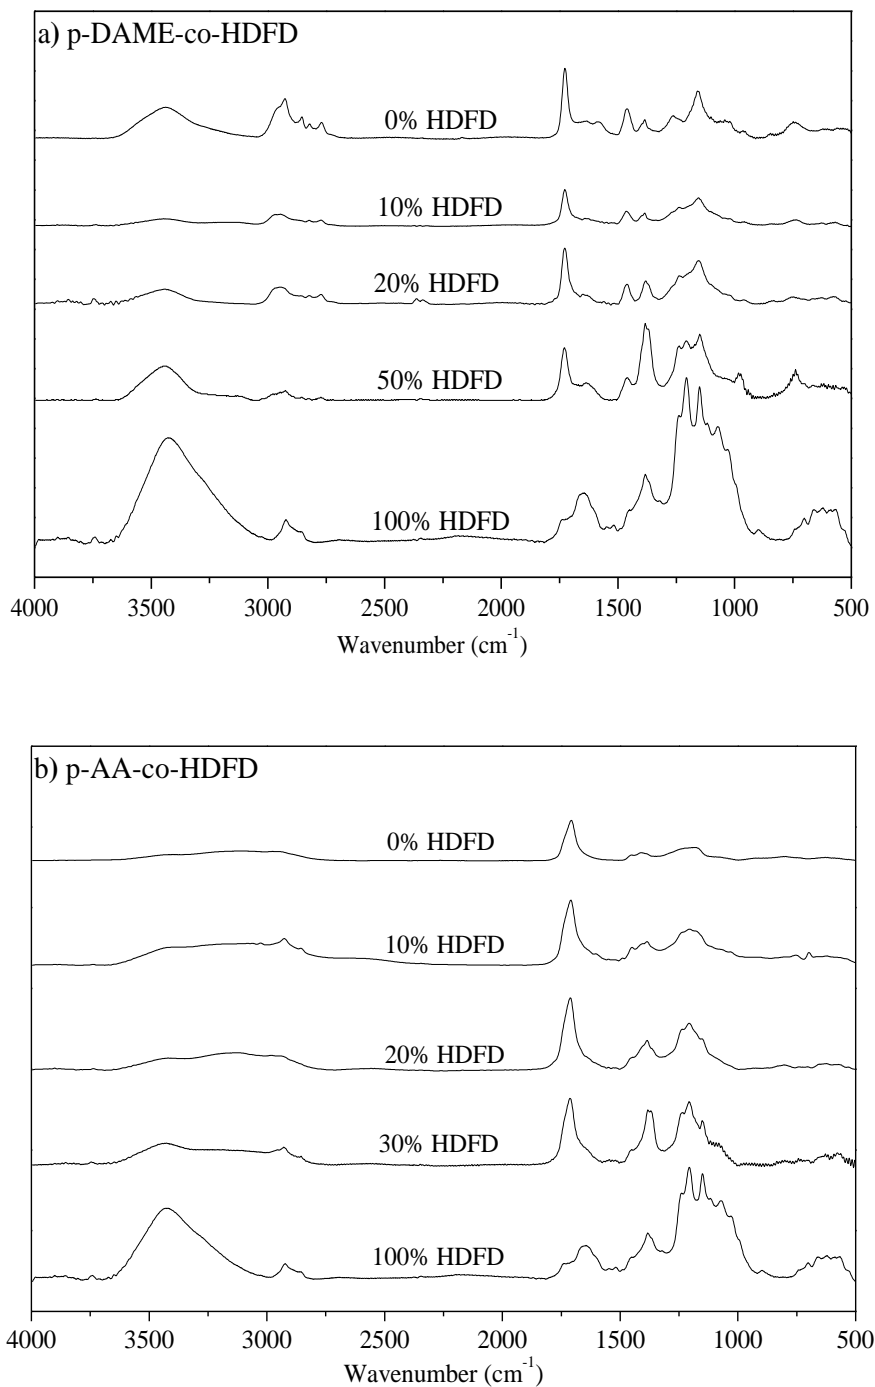 a) p-DAME-co-HDFD
0% HDFD
10% HDFD
20% HDFD
50% HDFD
100% HDFD
4000 3500 3000 2500 2000 1500 1000 500
Wavenumber (cm⁻¹)
b) p-AA-co-HDFD
0% HDFD
10% HDFD
20% HDFD
30% HDFD
100% HDFD
4000 3500 3000 2500 2000 1500 1000 500
Wavenumber (cm⁻¹)